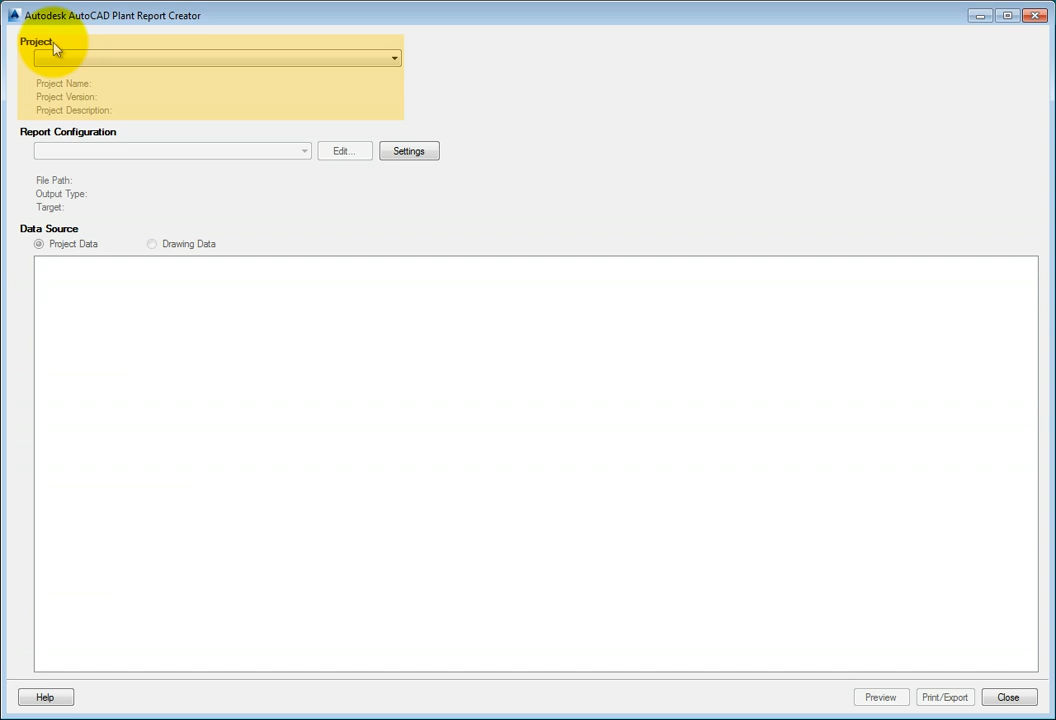 Autodesk AutoCAD Plant Report Creator
Project
Project Name:
Project Version:
Project Description:
Report Configuration
Edit... Settings
File Path:
Output Type:
Target:
Data Source
Project Data Drawing Data
Help Preview Print/Export Close